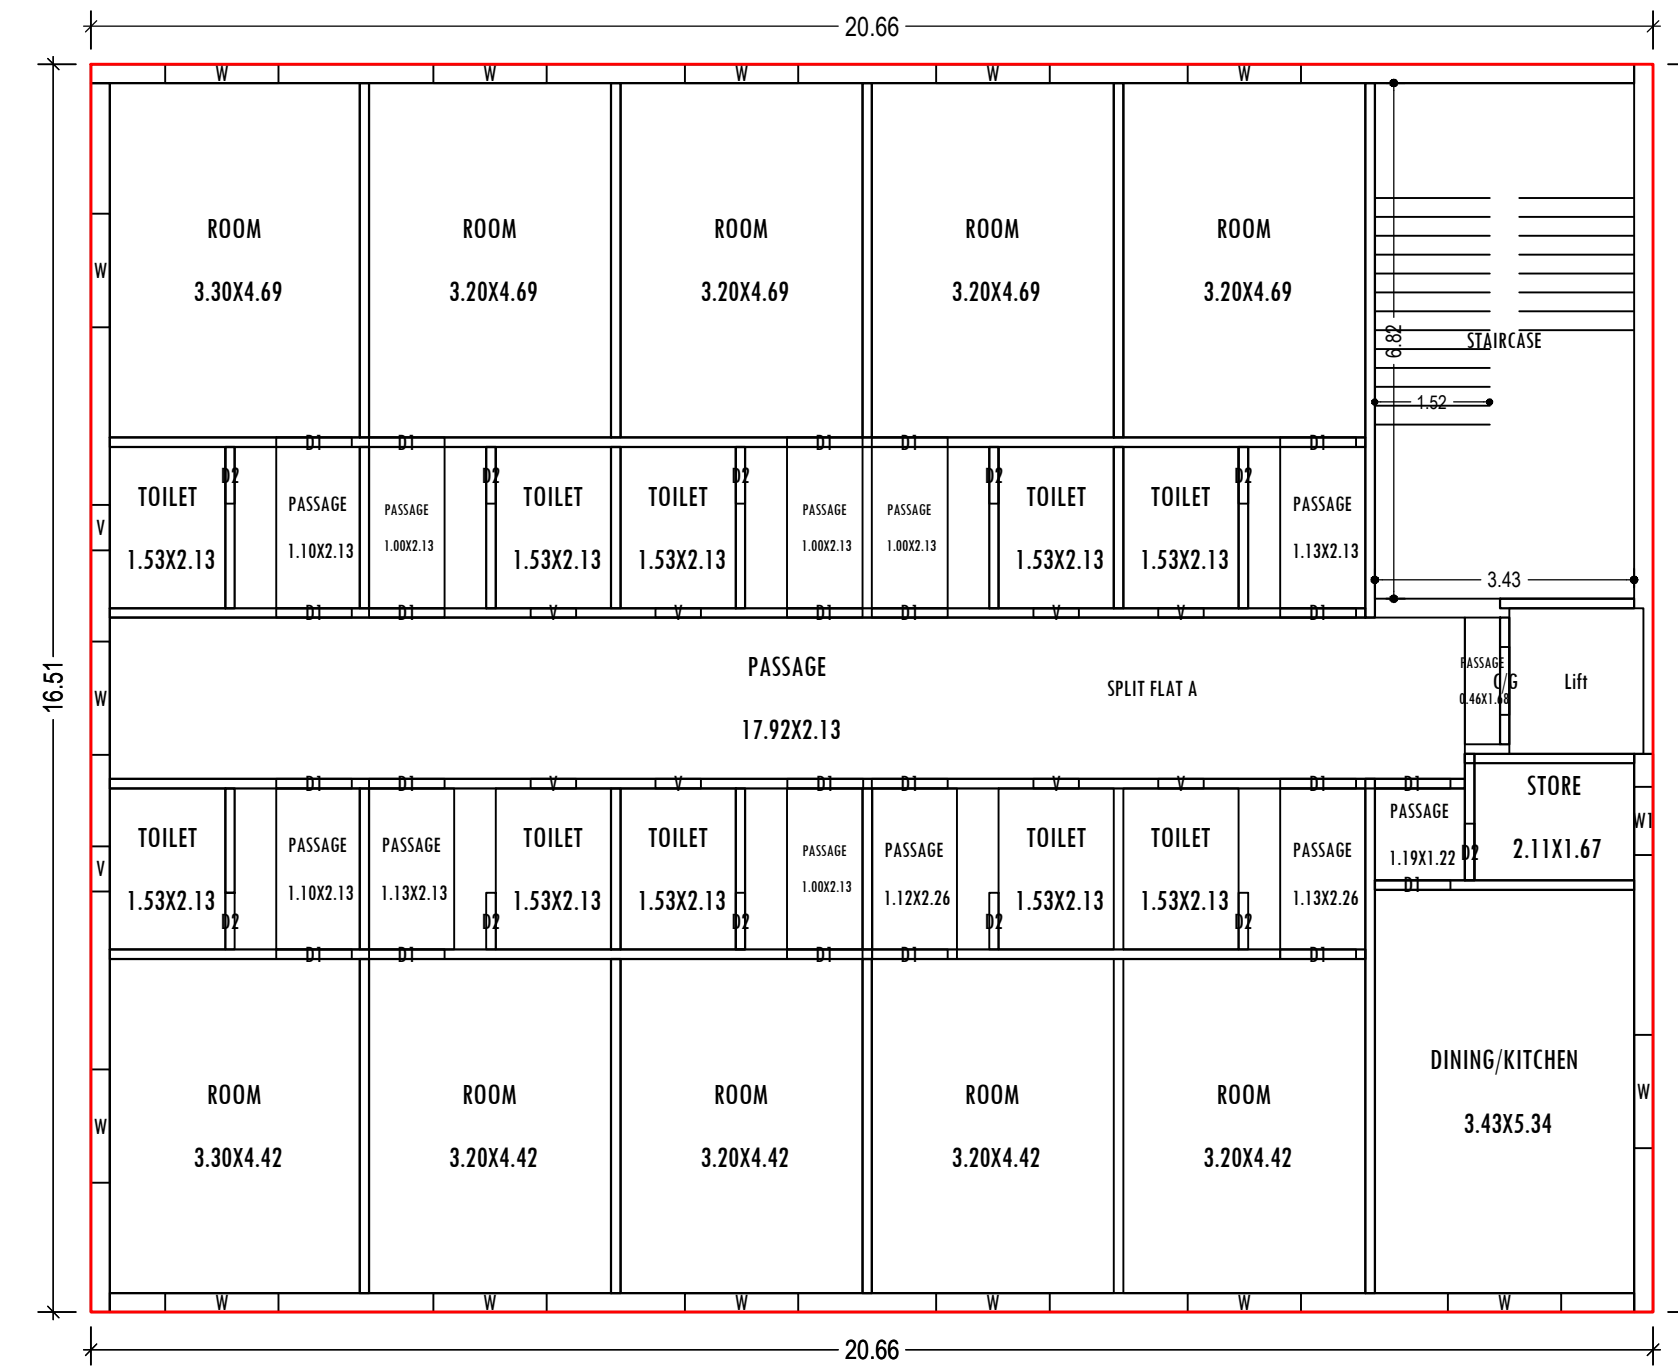 20.66
W W W W W
ROOM ROOM ROOM ROOM ROOM
W
3.30X4.69 3.20X4.69 3.20X4.69 3.20X4.69 3.20X4.69
6.82
STAIRCASE
1.52
D1 D1 D1 D1 D1
D2 D2 D2 D2 D2
TOILET PASSAGE PASSAGE TOILET TOILET PASSAGE PASSAGE TOILET TOILET PASSAGE
V
1.53X2.13 1.10X2.13 1.00X2.13 1.53X2.13 1.53X2.13 1.00X2.13 1.00X2.13 1.53X2.13 1.53X2.13 1.13X2.13
3.43
D1 D1 V V D1 D1 V V D1
PASSAGE SPLIT FLAT A PASSAGE C/G Lift
16.51
W
17.92X2.13 0.46X1.68
D1 D1 V V D1 D1 V V D1 D1
STORE
PASSAGE
W1
TOILET PASSAGE PASSAGE TOILET TOILET PASSAGE PASSAGE TOILET TOILET PASSAGE
1.19X1.22 D2 2.11X1.67
V
D1
1.53X2.13 1.10X2.13 1.13X2.13 1.53X2.13 1.53X2.13 1.00X2.13 1.12X2.26 1.53X2.13 1.53X2.13 1.13X2.26
D2 D2 D2 D2 D2
D1 D1 D1 D1 D1
DINING/KITCHEN
ROOM ROOM ROOM ROOM ROOM
W W
3.43X5.34
3.30X4.42 3.20X4.42 3.20X4.42 3.20X4.42 3.20X4.42
W W W W W W
20.66